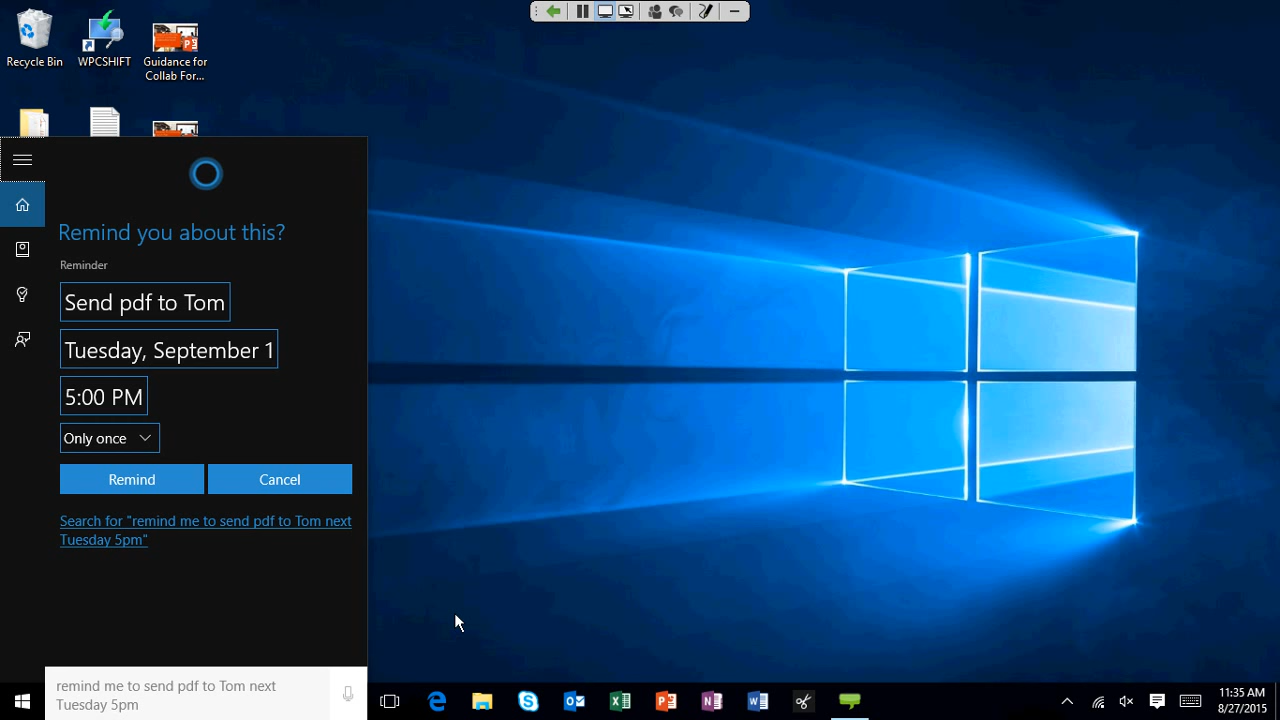 Recycle Bin
WPCSHIFT
Guidance for
Collab For...
Remind you about this?
Reminder
Send pdf to Tom
Tuesday, September 1
5:00 PM
Only once
Remind
Cancel
Search for "remind me to send pdf to Tom next
Tuesday 5pm"
remind me to send pdf to Tom next
Tuesday 5pm
11:35 AM
8/27/2015